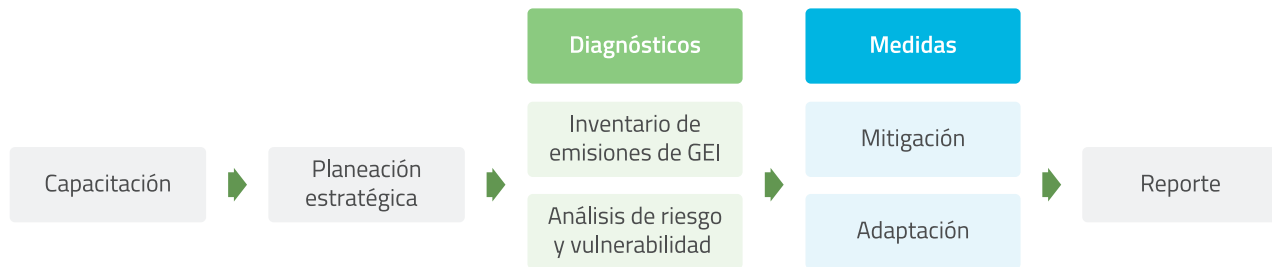 Capacitación
Planeación
estratégica
Diagnósticos
Inventario de
emisiones de GEI
Análisis de riesgo
y vulnerabilidad
Medidas
Mitigación
Adaptación
Reporte